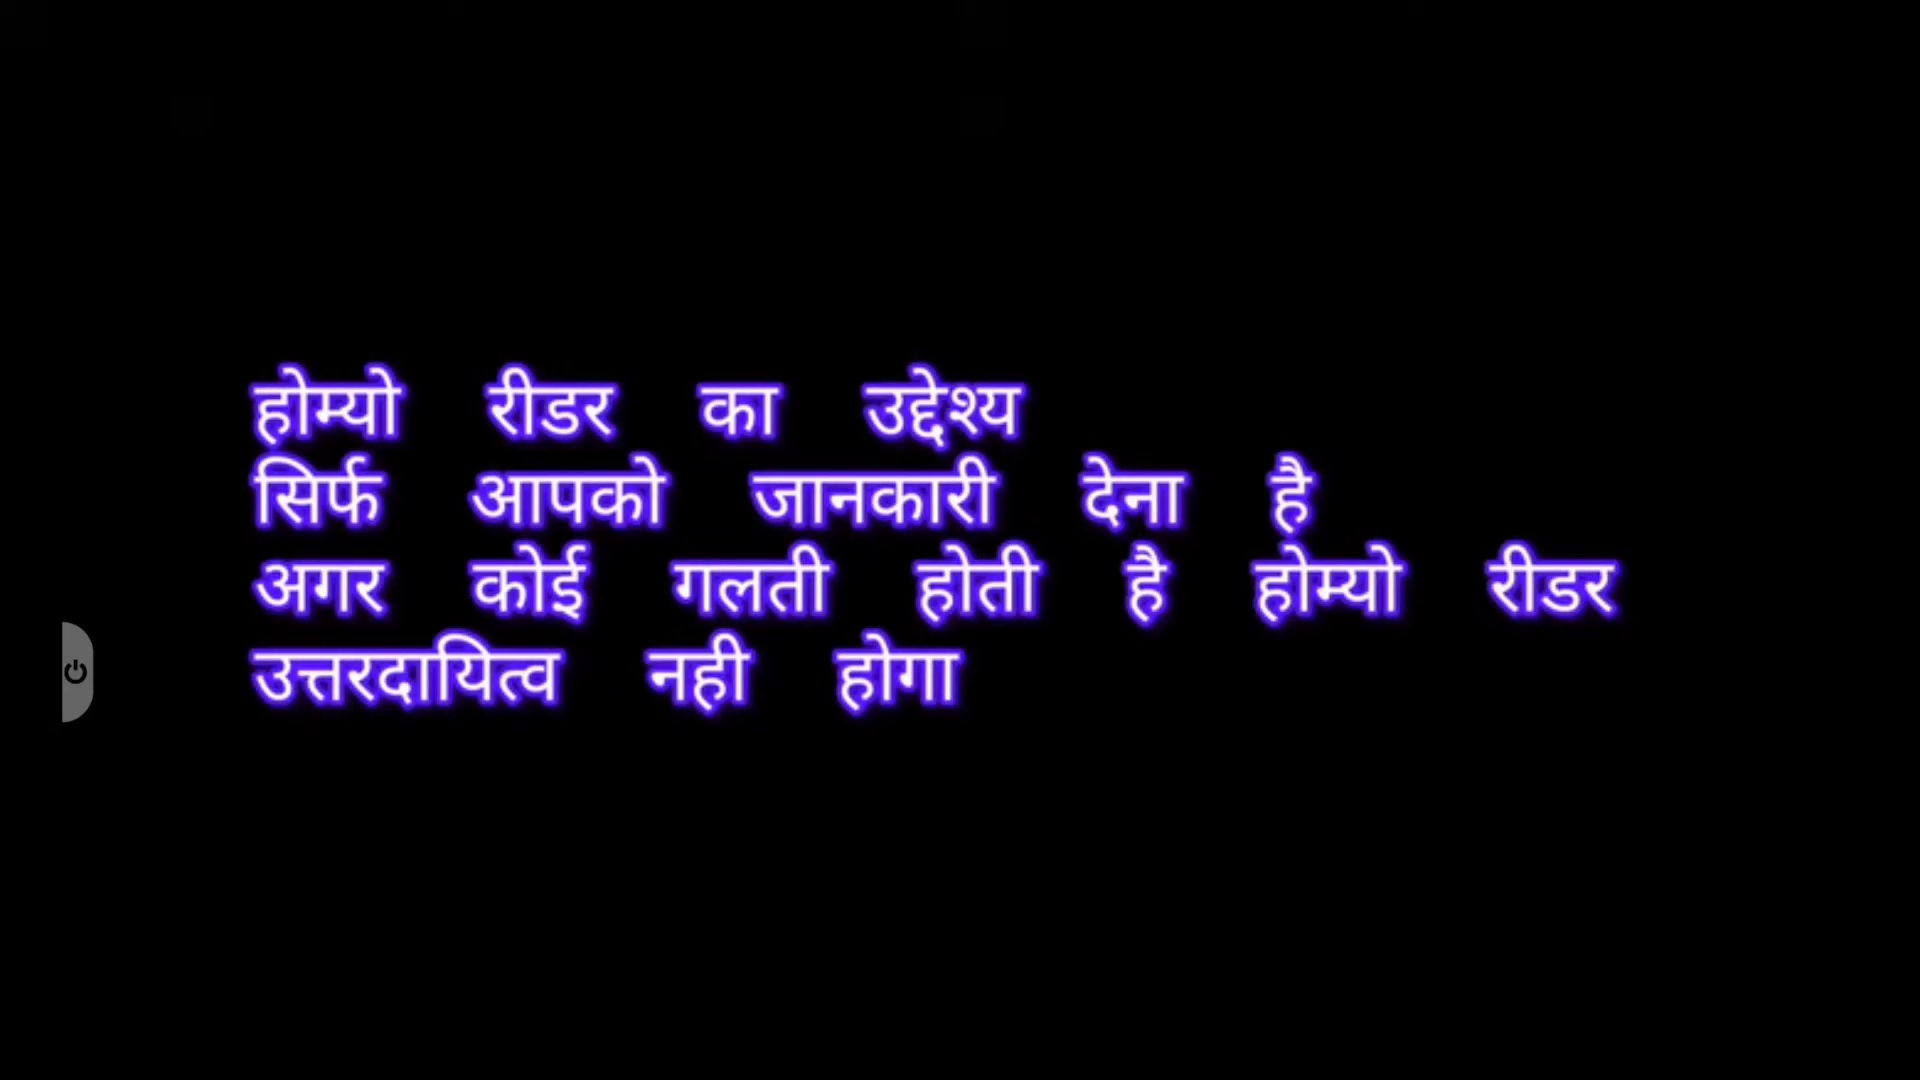 होम्यो रीडर का उद्देश्य
सिर्फ आपको जानकारी देना है
अगर कोई गलती होती है होम्यो रीडर
उत्तरदायित्व नही होगा